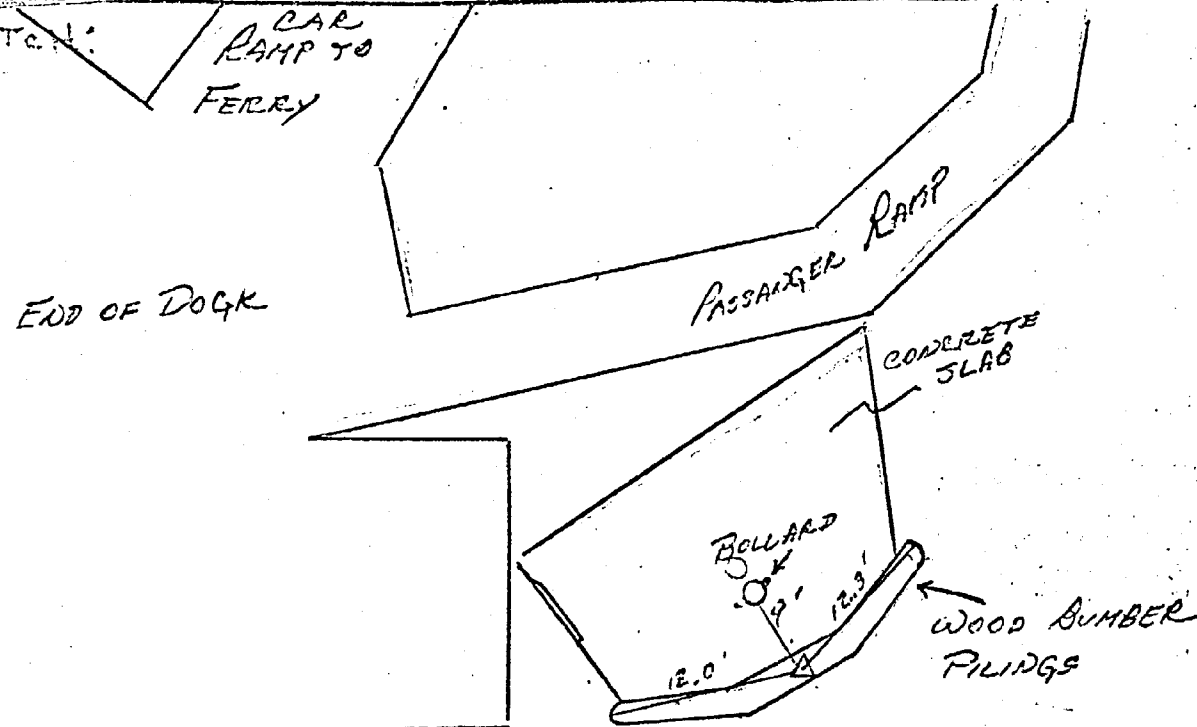 CAR
RAMP TO
FERRY
PASSANGER RAMP
END OF DOCK
CONCRETE
SLAB
BOLLARD
12.3'
12.0'
WOOD BUMBER
PILINGS